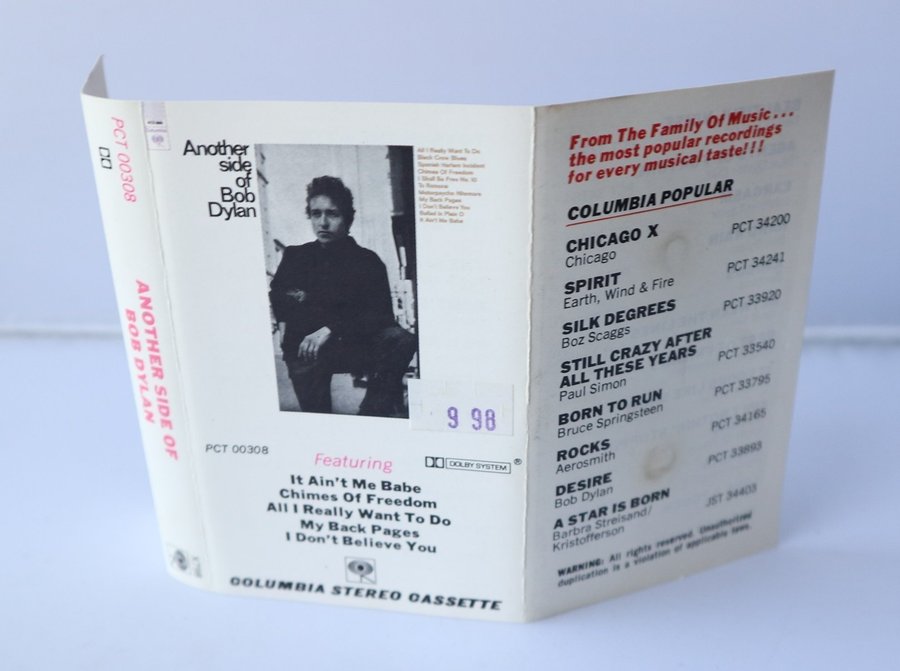 PCT 00308
ANOTHER SIDE OF
BOB DYLAN
Another
side
of
Bob
Dylan
All I Really Want To Do
Black Crow Blues
Spanish Harlem Incident
Chimes Of Freedom
I Shall Be Free No. 10
To Ramona
Motorpsycho Nitemare
My Back Pages
I Don't Believe You
Ballad in Plain D
It Ain't Me Babe
9 98
PCT 00308
Featuring
DOLBY SYSTEM ®
It Ain't Me Babe
Chimes Of Freedom
All I Really Want To Do
My Back Pages
I Don't Believe You
COLUMBIA STEREO CASSETTE
From The Family Of Music...
the most popular recordings
for every musical taste!!!
COLUMBIA POPULAR
CHICAGO X PCT 34200
Chicago
SPIRIT PCT 34241
Earth, Wind & Fire
SILK DEGREES PCT 33920
Boz Scaggs
STILL CRAZY AFTER
ALL THESE YEARS PCT 33540
Paul Simon
BORN TO RUN PCT 33795
Bruce Springsteen
ROCKS PCT 34165
Aerosmith
DESIRE PCT 33893
Bob Dylan
A STAR IS BORN JST 34403
Barbra Streisand/
Kristofferson
WARNING: All rights reserved. Unauthorized
duplication is a violation of applicable laws.